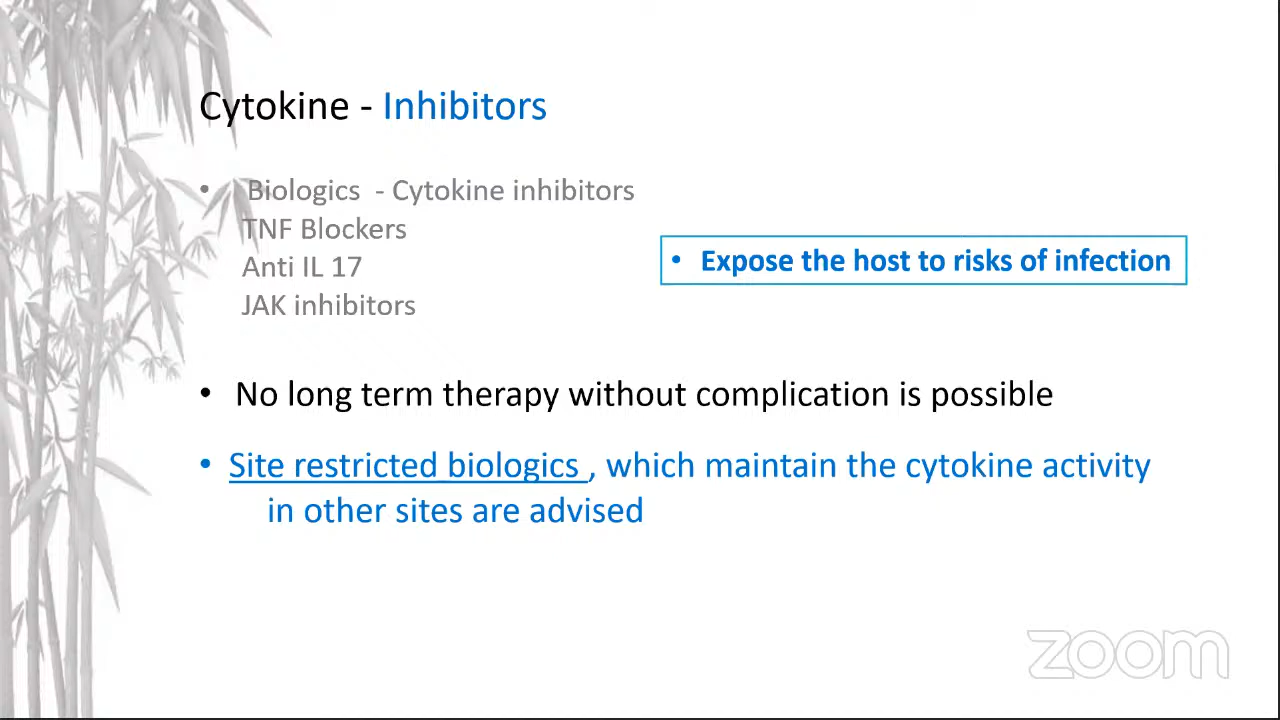 Cytokine - Inhibitors
• Biologics - Cytokine inhibitors
TNF Blockers
Anti IL 17
JAK inhibitors
• Expose the host to risks of infection
• No long term therapy without complication is possible
• Site restricted biologics , which maintain the cytokine activity
in other sites are advised
zoom